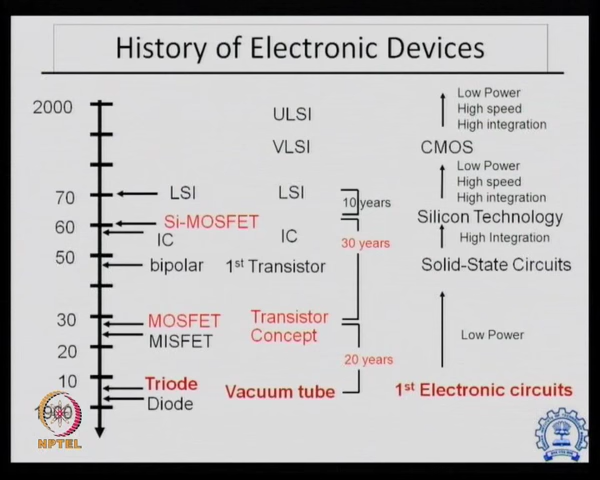 History of Electronic Devices
2000
ULSI
Low Power
High speed
High integration
VLSI
CMOS
Low Power
High speed
High integration
70
LSI
LSI
10 years
Si-MOSFET
Silicon Technology
60
IC
IC
30 years
High Integration
50
bipolar
1st Transistor
Solid-State Circuits
30
MOSFET
Transistor
Concept
MISFET
Low Power
20
20 years
10
Triode
Vacuum tube
1st Electronic circuits
1900
Diode
NPTEL